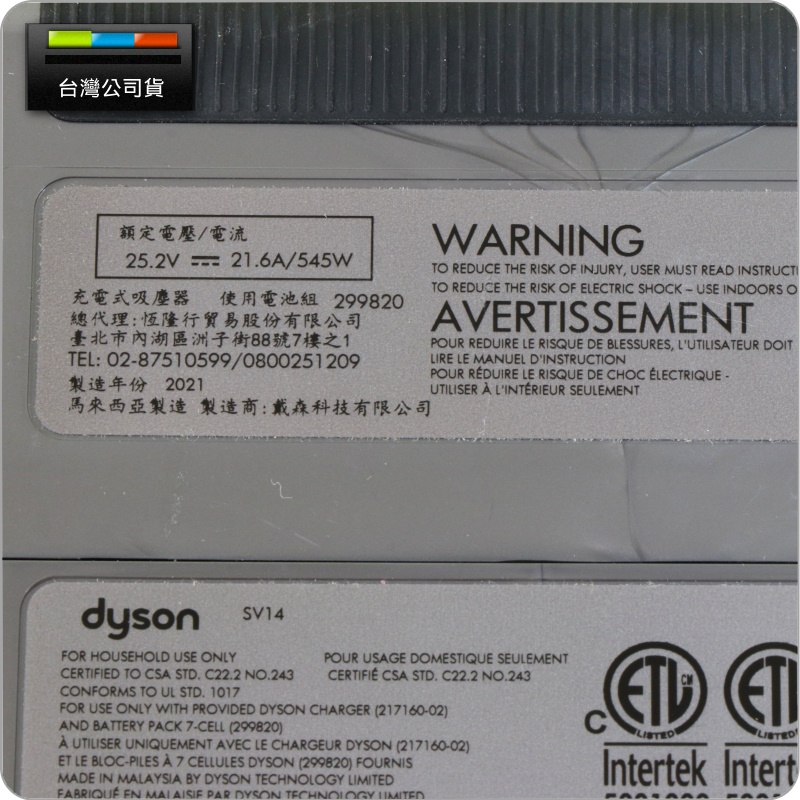 台灣公司貨
額定電壓/電流
25.2V ⎓ 21.6A/545W
充電式吸塵器 使用電池組 299820
總代理:恆隆行貿易股份有限公司
臺北市內湖區洲子街88號7樓之1
TEL: 02-87510599/0800251209
製造年份 2021
馬來西亞製造 製造商:戴森科技有限公司
WARNING
TO REDUCE THE RISK OF INJURY, USER MUST READ INSTRUCTI
TO REDUCE THE RISK OF ELECTRIC SHOCK – USE INDOORS O
AVERTISSEMENT
POUR RÉDUIRE LE RISQUE DE BLESSURES, L'UTILISATEUR DOIT
LIRE LE MANUEL D'INSTRUCTION
POUR RÉDUIRE LE RISQUE DE CHOC ÉLECTRIQUE -
UTILISER À L'INTÉRIEUR SEULEMENT
dyson SV14
FOR HOUSEHOLD USE ONLY POUR USAGE DOMESTIQUE SEULEMENT
CERTIFIED TO CSA STD. C22.2 NO.243 CERTIFIÉ CSA STD. C22.2 NO.243
CONFORMS TO UL STD. 1017
FOR USE ONLY WITH PROVIDED DYSON CHARGER (217160-02)
AND BATTERY PACK 7-CELL (299820)
À UTILISER UNIQUEMENT AVEC LE CHARGEUR DYSON (217160-02)
ET LE BLOC-PILES À 7 CELLULES DYSON (299820) FOURNIS
MADE IN MALAYSIA BY DYSON TECHNOLOGY LIMITED
FABRIQUÉ EN MALAISIE PAR DYSON TECHNOLOGY LIMITED
C ETL CM LISTED ETL LISTED
Intertek Intert